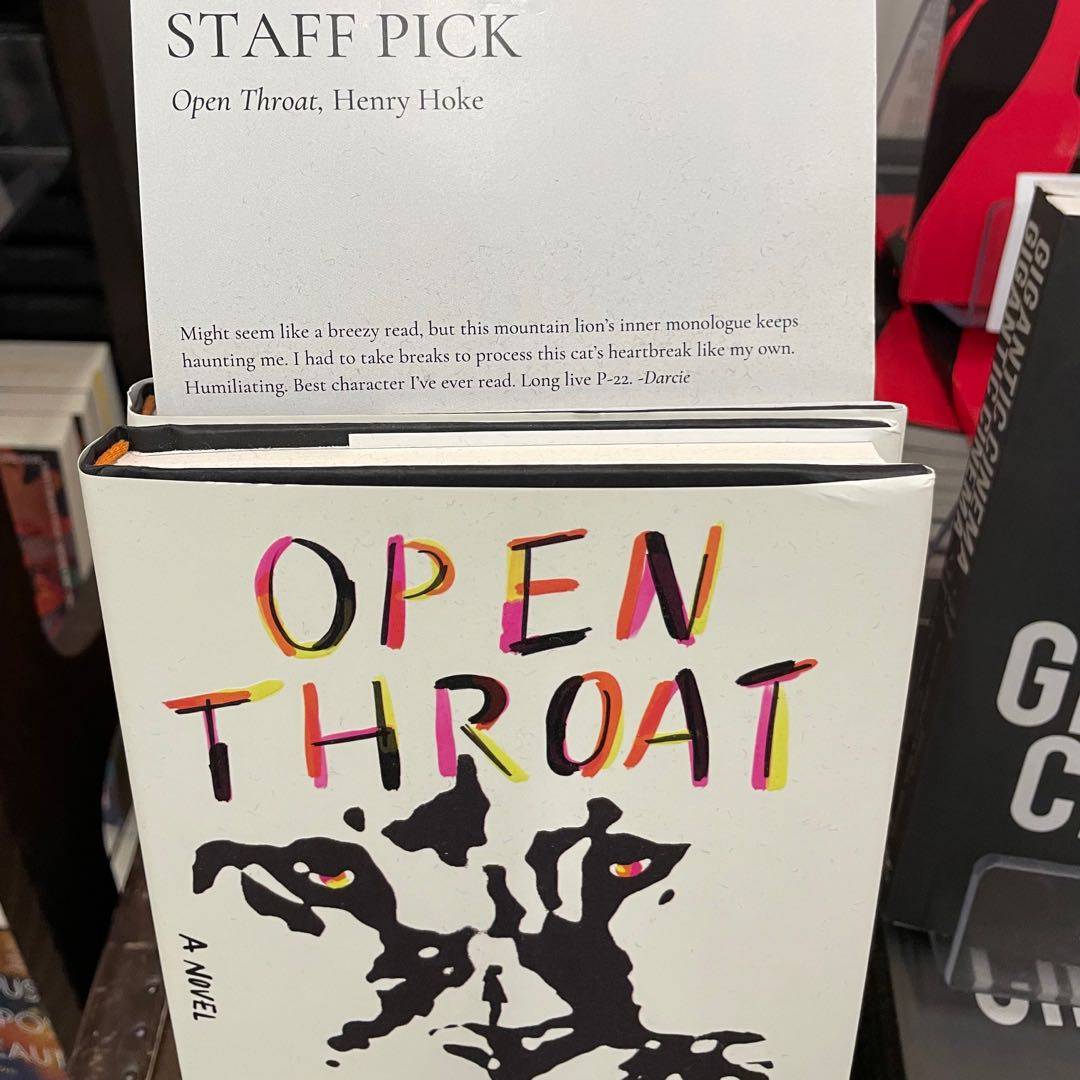 STAFF PICK
Open Throat, Henry Hoke
Might seem like a breezy read, but this mountain lion's inner monologue keeps
haunting me. I had to take breaks to process this cat's heartbreak like my own.
Humiliating. Best character I've ever read. Long live P-22. -Darcie
OPEN
THROAT
A NOVEL
GIGANTIC CINEMA
GIGANTIC CINEMA
G
C